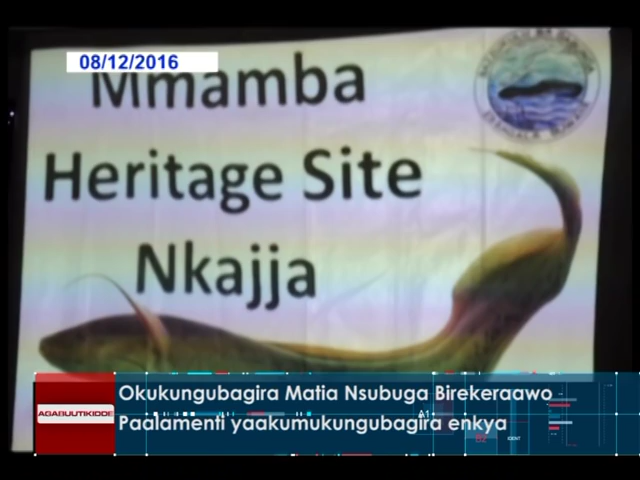 08/12/2016
Mmamba
Heritage Site
Nkajja
AGABUUTIKIDDE
Okukungubagira Matia Nsubuga Birekeraawo
Paalamenti yaakumukungubagira enkya